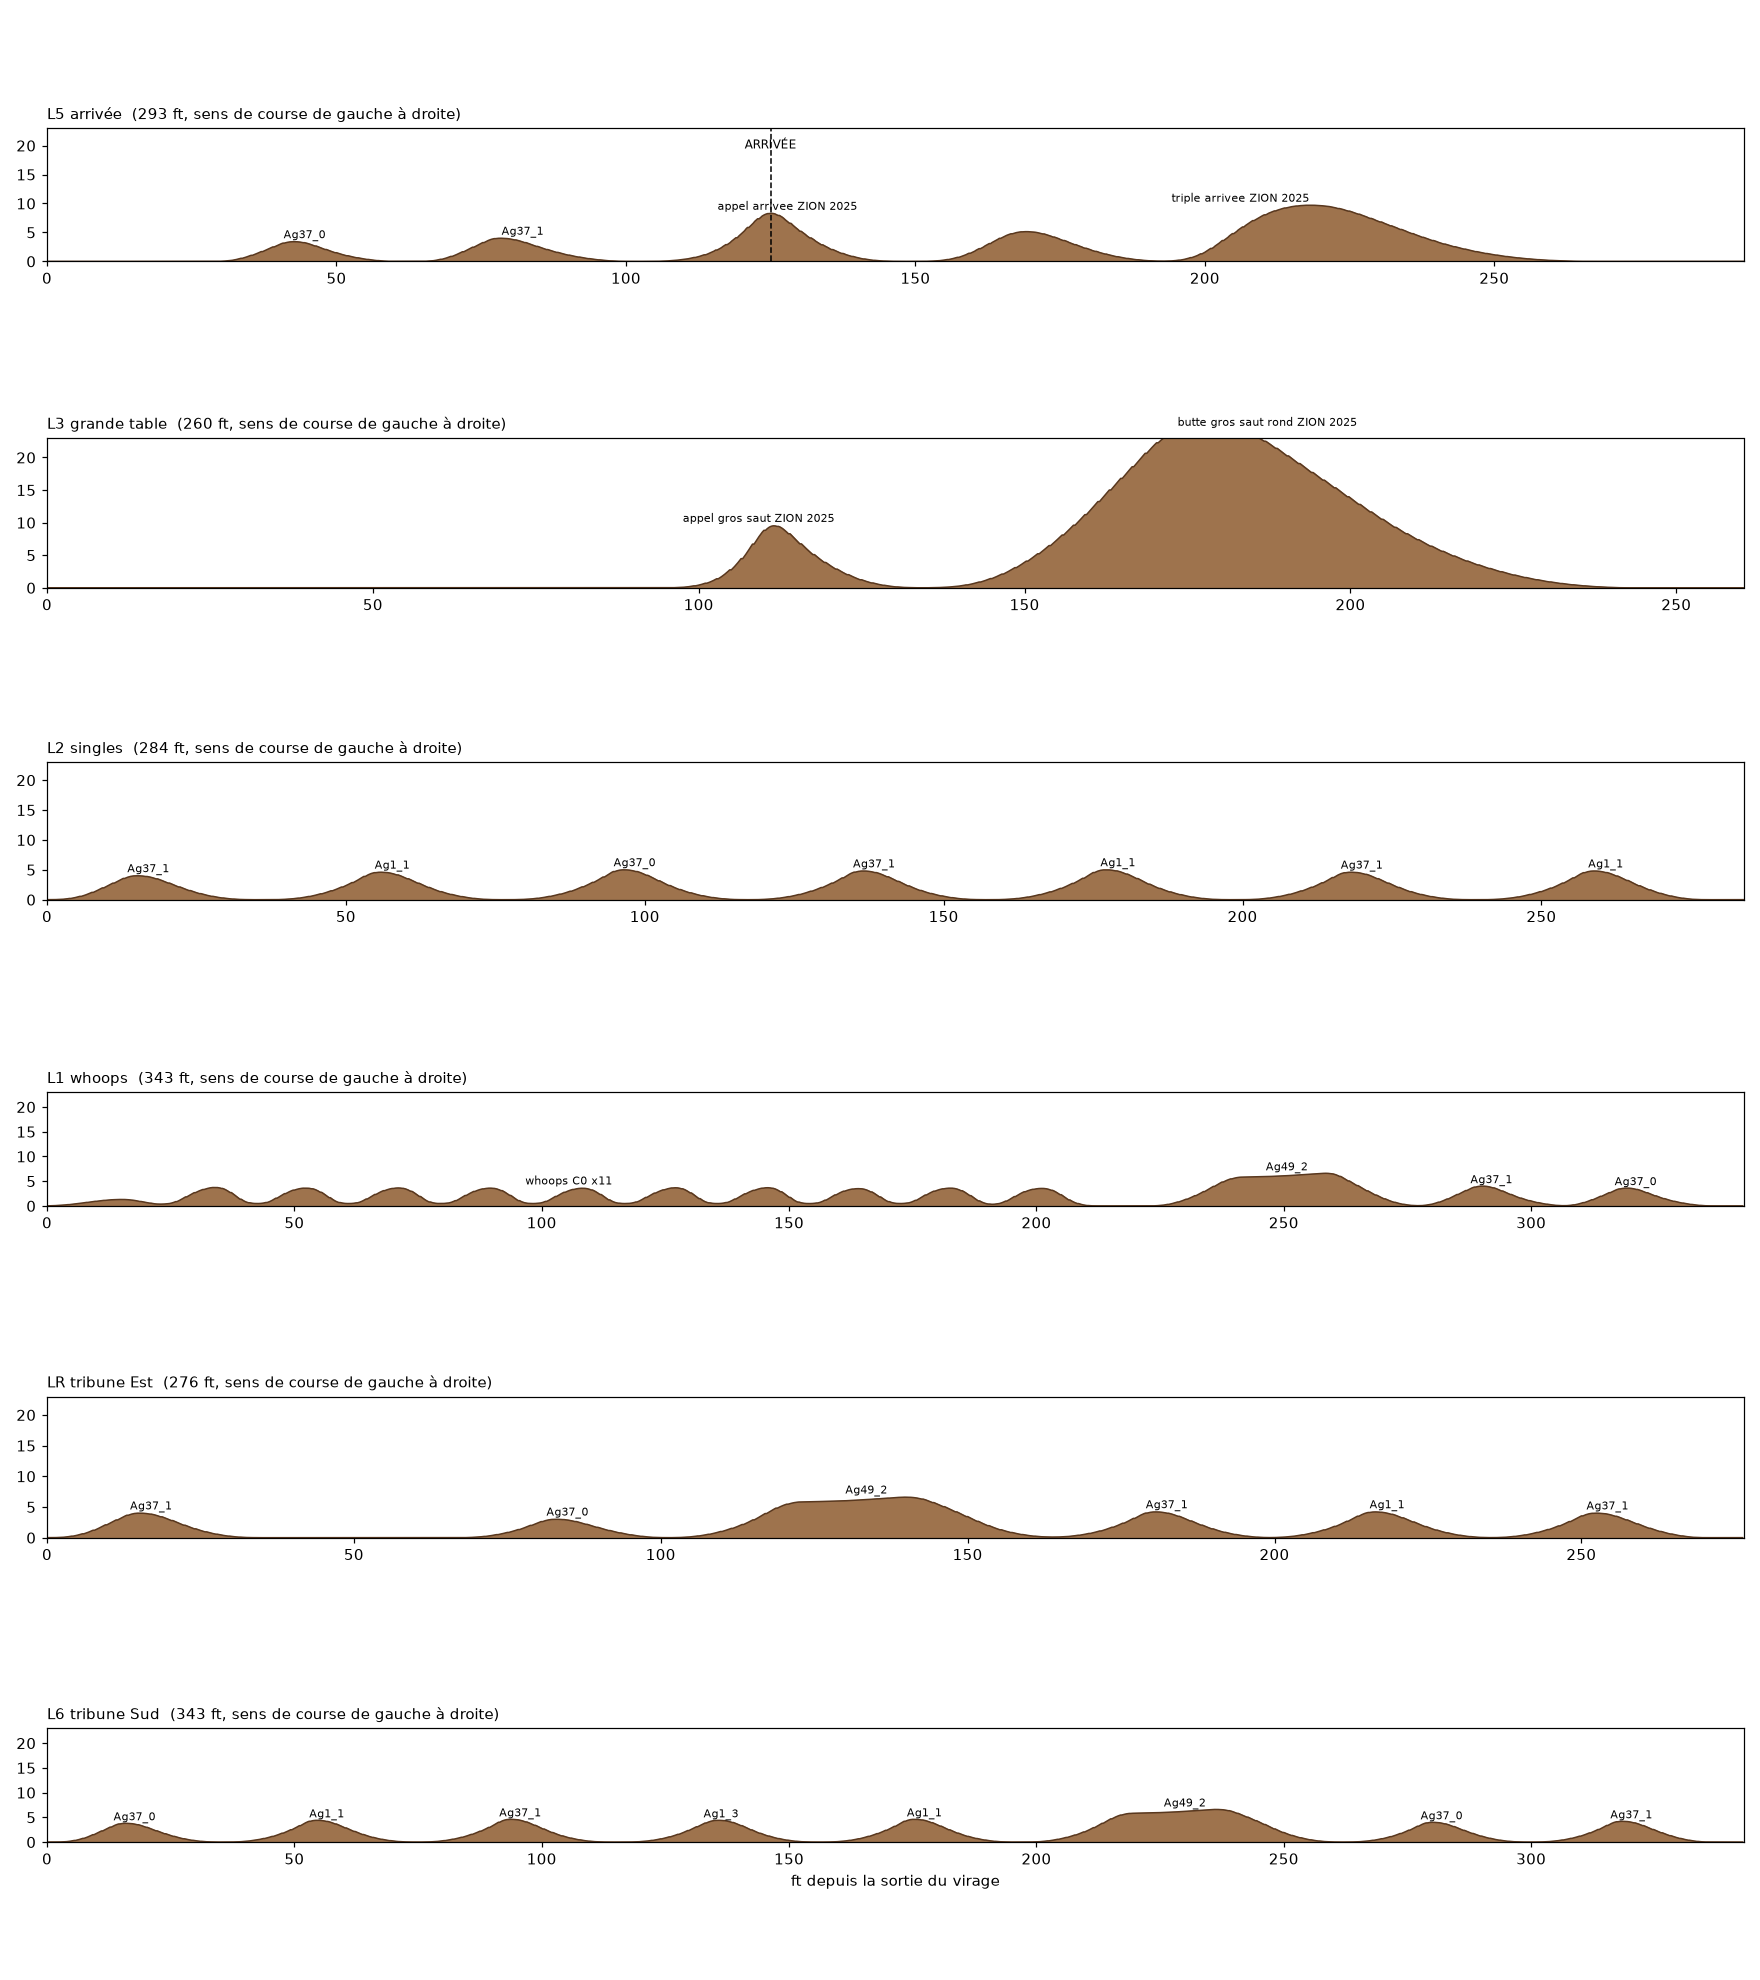 L5 arrivée  (293 ft, sens de course de gauche à droite)
20
15
10
5
0
ARRIVÉE
appel arrivee ZION 2025
triple arrivee ZION 2025
Ag37_0
Ag37_1
0 50 100 150 200 250
butte gros saut rond ZION 2025
L3 grande table  (260 ft, sens de course de gauche à droite)
20
15
10
5
0
appel gros saut ZION 2025
0 50 100 150 200 250
L2 singles  (284 ft, sens de course de gauche à droite)
20
15
10
5
0
Ag37_1 Ag1_1 Ag37_0 Ag37_1 Ag1_1 Ag37_1 Ag1_1
0 50 100 150 200 250
L1 whoops  (343 ft, sens de course de gauche à droite)
20
15
10
5
0
whoops C0 x11 Ag49_2 Ag37_1 Ag37_0
0 50 100 150 200 250 300
LR tribune Est  (276 ft, sens de course de gauche à droite)
20
15
10
5
0
Ag37_1 Ag37_0 Ag49_2 Ag37_1 Ag1_1 Ag37_1
0 50 100 150 200 250
L6 tribune Sud  (343 ft, sens de course de gauche à droite)
20
15
10
5
0
Ag37_0 Ag1_1 Ag37_1 Ag1_3 Ag1_1 Ag49_2 Ag37_0 Ag37_1
0 50 100 150 200 250 300
ft depuis la sortie du virage